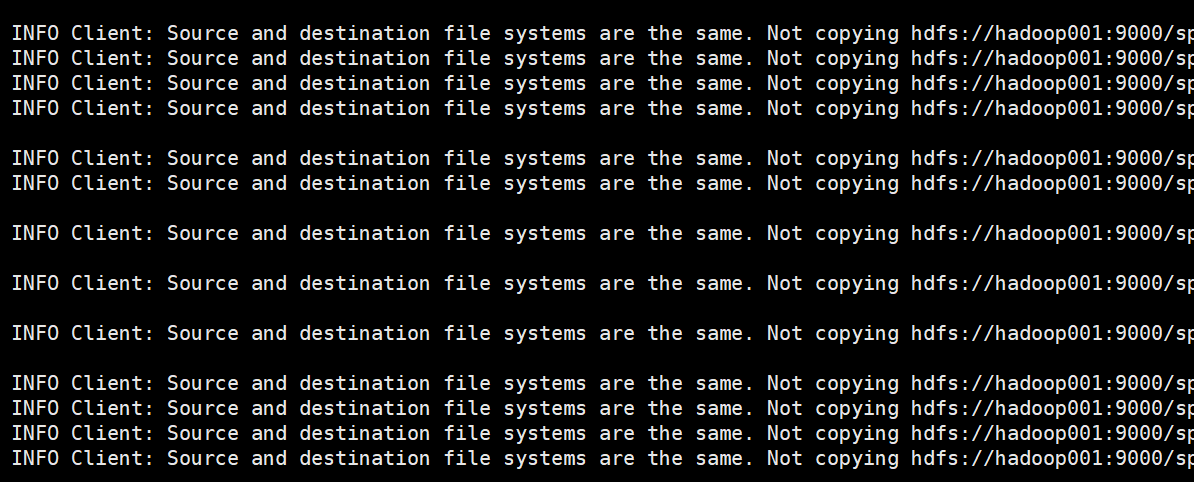 INFO Client: Source and destination file systems are the same. Not copying hdfs://hadoop001:9000/sp
INFO Client: Source and destination file systems are the same. Not copying hdfs://hadoop001:9000/sp
INFO Client: Source and destination file systems are the same. Not copying hdfs://hadoop001:9000/sp
INFO Client: Source and destination file systems are the same. Not copying hdfs://hadoop001:9000/sp
INFO Client: Source and destination file systems are the same. Not copying hdfs://hadoop001:9000/sp
INFO Client: Source and destination file systems are the same. Not copying hdfs://hadoop001:9000/sp
INFO Client: Source and destination file systems are the same. Not copying hdfs://hadoop001:9000/sp
INFO Client: Source and destination file systems are the same. Not copying hdfs://hadoop001:9000/sp
INFO Client: Source and destination file systems are the same. Not copying hdfs://hadoop001:9000/sp
INFO Client: Source and destination file systems are the same. Not copying hdfs://hadoop001:9000/sp
INFO Client: Source and destination file systems are the same. Not copying hdfs://hadoop001:9000/sp
INFO Client: Source and destination file systems are the same. Not copying hdfs://hadoop001:9000/sp
INFO Client: Source and destination file systems are the same. Not copying hdfs://hadoop001:9000/sp